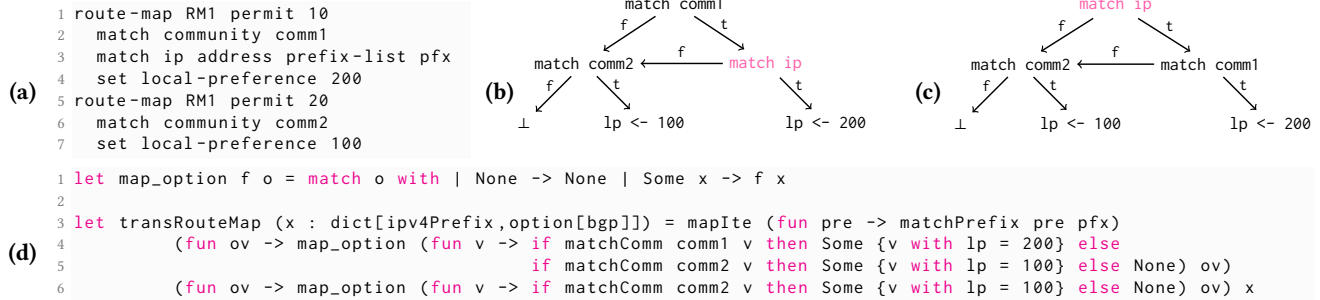 (a)
1 route-map RM1 permit 10
2 match community comm1
3 match ip address prefix-list pfx
4 set local-preference 200
5 route-map RM1 permit 20
6 match community comm2
7 set local-preference 100
(b)
match comm1
f t
match comm2 f match ip
f t t
⊥ lp <- 100 lp <- 200
(c)
match ip
f t
match comm2 f match comm1
f t t
⊥ lp <- 100 lp <- 200
(d)
1 let map_option f o = match o with | None -> None | Some x -> f x
2
3 let transRouteMap (x : dict[ipv4Prefix,option[bgp]]) = mapIte (fun pre -> matchPrefix pre pfx)
4 (fun ov -> map_option (fun v -> if matchComm comm1 v then Some {v with lp = 200} else
5 if matchComm comm2 v then Some {v with lp = 100} else None) ov)
6 (fun ov -> map_option (fun v -> if matchComm comm2 v then Some {v with lp = 100} else None) ov) x